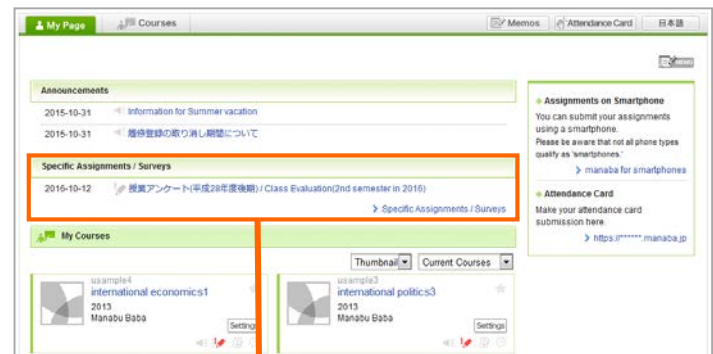 My Page
Courses
Memos
Attendance Card
日本語
MEMO
Announcements
2015-10-31 Information for Summer vacation
2015-10-31 履修登録の取り消し期間について
Specific Assignments / Surveys
2016-10-12 授業アンケート(平成28年度後期) / Class Evaluation(2nd semester in 2016)
Specific Assignments / Surveys
My Courses
Thumbnail
Current Courses
usample4
international economics1
2013
Manabu Baba
Settings
usample3
international politics3
2013
Manabu Baba
Settings
Assignments on Smartphone
You can submit your assignments
using a smartphone.
Please be aware that not all phone types
qualify as 'smartphones.'
manaba for smartphones
Attendance Card
Make your attendance card
submission here.
https://******.manaba.jp